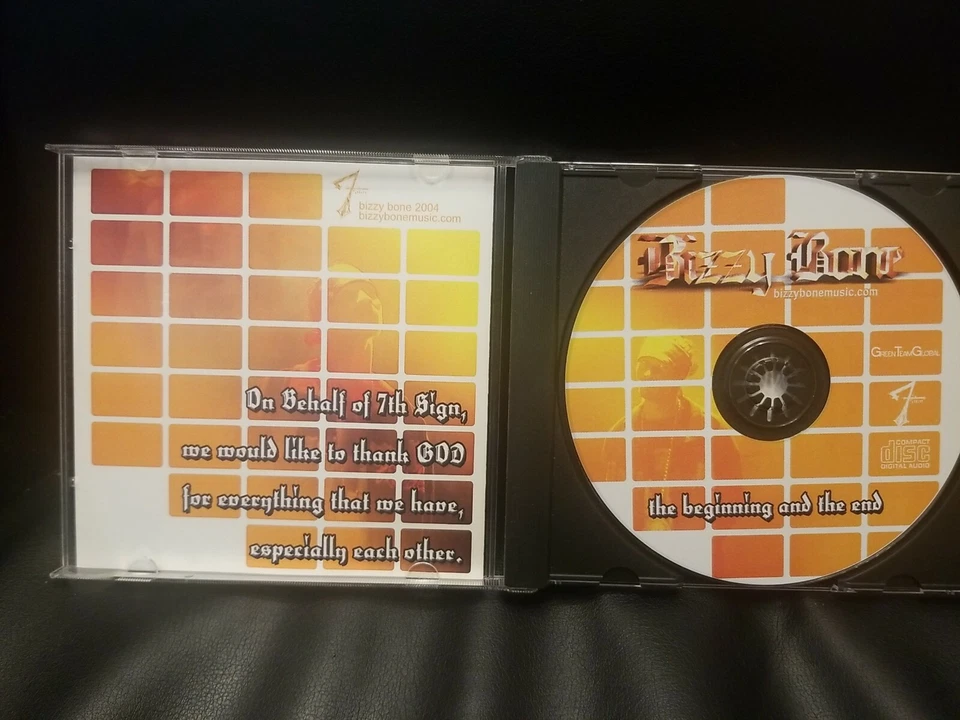 7
bizzy bone 2004
bizzybonemusic.com
On Behalf of 7th Sign,
we would like to thank GOD
for everything that we have,
especially each other.
Bizzy Bone
bizzybonemusic.com
GreenTeamGlobal
7
COMPACT
disc
DIGITAL AUDIO
the beginning and the end